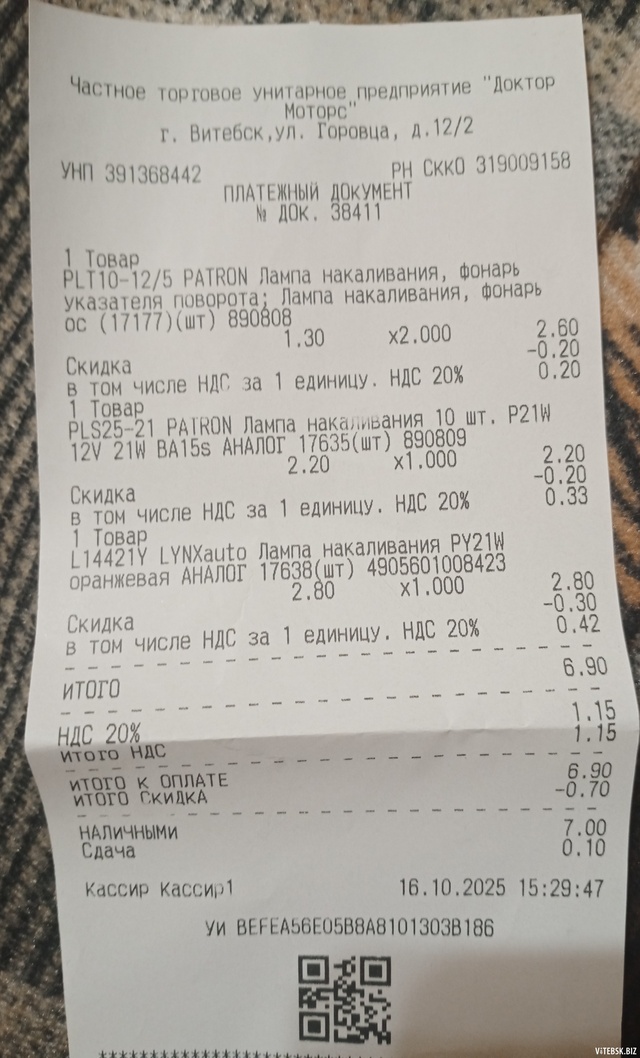 Частное торговое унитарное предприятие "Доктор
Моторс"
г. Витебск,ул. Горовца, д.12/2
УНП 391368442 РН СККО 319009158
ПЛАТЕЖНЫЙ ДОКУМЕНТ
№ ДОК. 38411
1 Товар
PLT10-12/5 PATRON Лампа накаливания, фонарь
указателя поворота; Лампа накаливания, фонарь
ос (17177)(шт) 890808
1.30 x2.000 2.60
Скидка -0.20
в том числе НДС за 1 единицу. НДС 20% 0.20
1 Товар
PLS25-21 PATRON Лампа накаливания 10 шт. P21W
12V 21W BA15s АНАЛОГ 17635(шт) 890809
2.20 x1.000 2.20
Скидка -0.20
в том числе НДС за 1 единицу. НДС 20% 0.33
1 Товар
L14421Y LYNXauto Лампа накаливания PY21W
оранжевая АНАЛОГ 17638(шт) 4905601008423
2.80 x1.000 2.80
Скидка -0.30
в том числе НДС за 1 единицу. НДС 20% 0.42
ИТОГО 6.90
НДС 20% 1.15
ИТОГО НДС 1.15
ИТОГО К ОПЛАТЕ 6.90
ИТОГО СКИДКА -0.70
НАЛИЧНЫМИ 7.00
Сдача 0.10
Кассир Кассир1 16.10.2025 15:29:47
УИ BEFEA56E05B8A8101303B186
ViTEBSK.BIZ